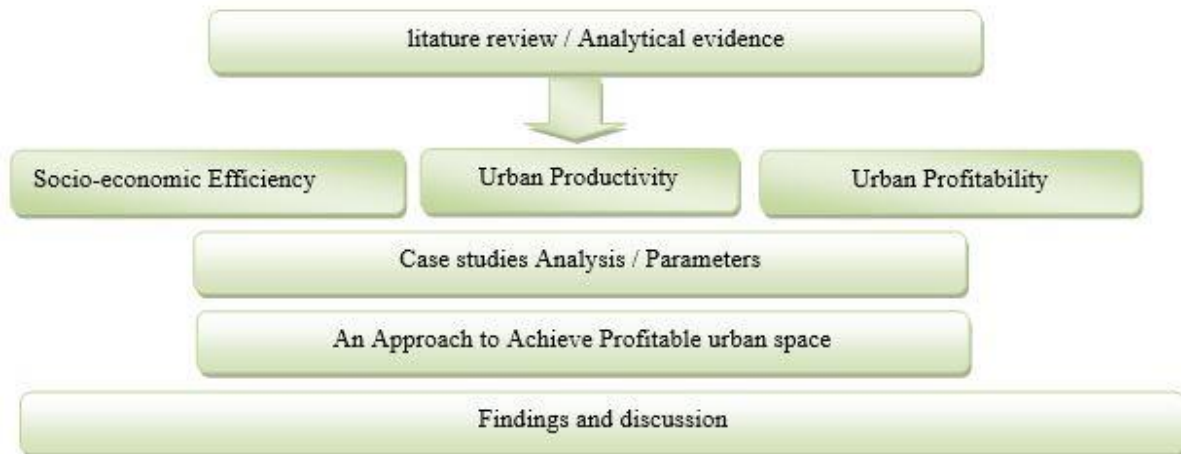 litature review / Analytical evidence
Socio-economic Efficiency
Urban Productivity
Urban Profitability
Case studies Analysis / Parameters
An Approach to Achieve Profitable urban space
Findings and discussion